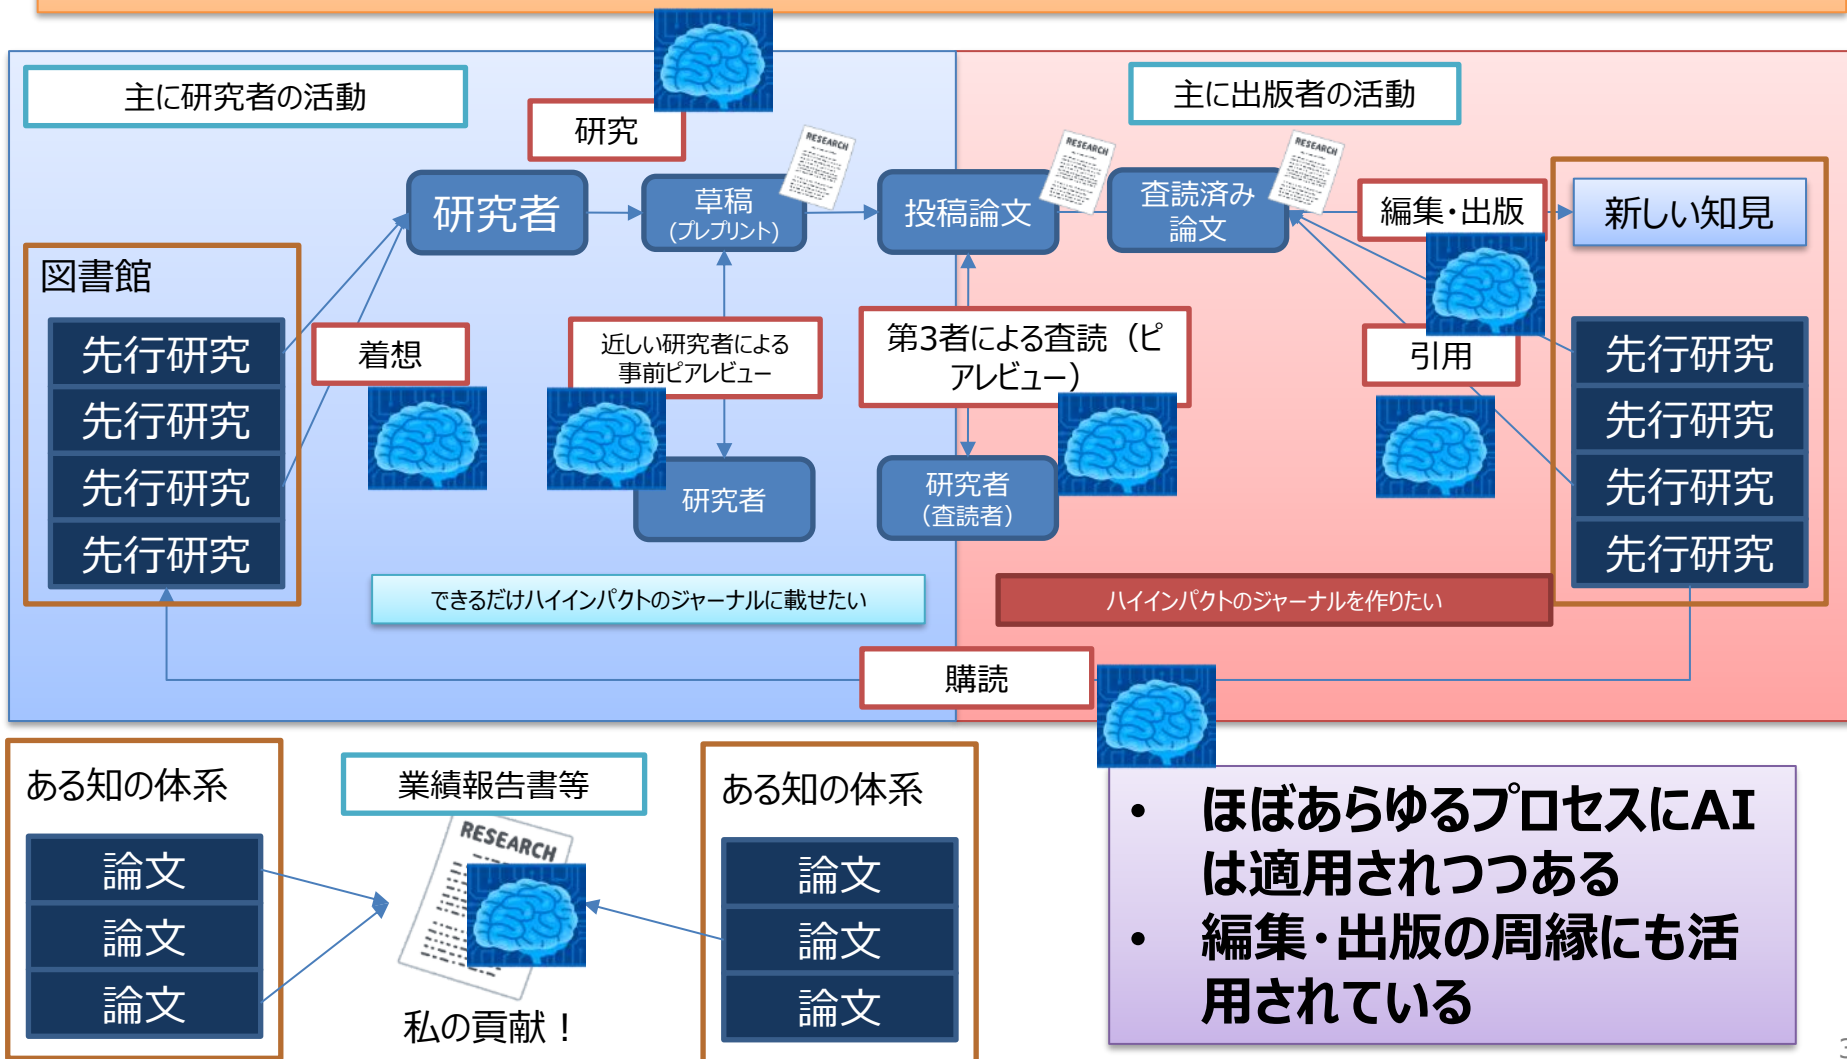 主に研究者の活動
主に出版者の活動
研究
RESEARCH
RESEARCH
RESEARCH
研究者
草稿
(プレプリント)
投稿論文
査読済み
論文
編集・出版
新しい知見
図書館
先行研究
先行研究
先行研究
先行研究
着想
近しい研究者による
事前ピアレビュー
第3者による査読（ピ
アレビュー）
引用
先行研究
先行研究
先行研究
先行研究
研究者
研究者
（査読者）
できるだけハイインパクトのジャーナルに載せたい
ハイインパクトのジャーナルを作りたい
購読
ある知の体系
論文
論文
論文
業績報告書等
RESEARCH
私の貢献！
ある知の体系
論文
論文
論文
• ほぼあらゆるプロセスにAI
は適用されつつある
• 編集・出版の周縁にも活
用されている